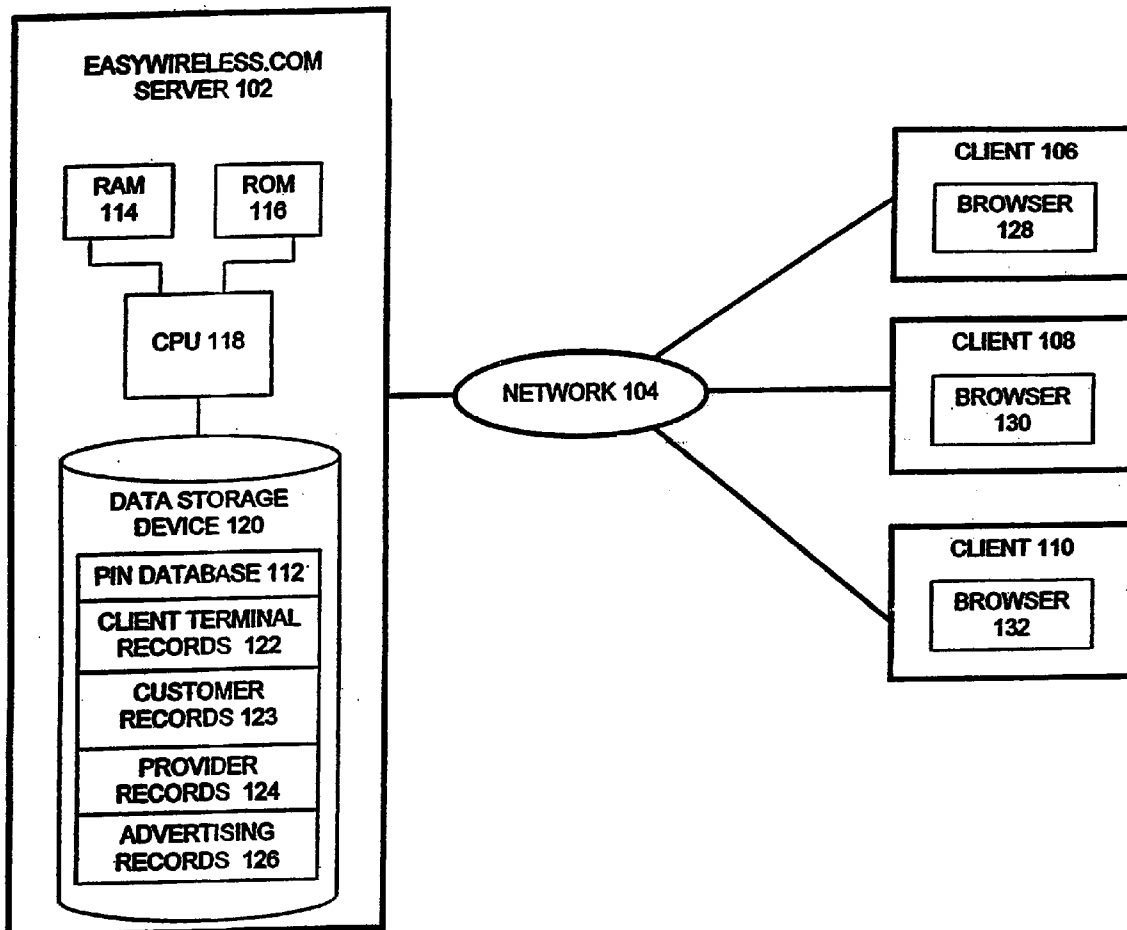 EASYWIRELESS.COM
SERVER 102
RAM
114
ROM
116
CPU 118
DATA STORAGE
DEVICE 120
PIN DATABASE 112
CLIENT TERMINAL
RECORDS 122
CUSTOMER
RECORDS 123
PROVIDER
RECORDS 124
ADVERTISING
RECORDS 126
NETWORK 104
CLIENT 106
BROWSER
128
CLIENT 108
BROWSER
130
CLIENT 110
BROWSER
132